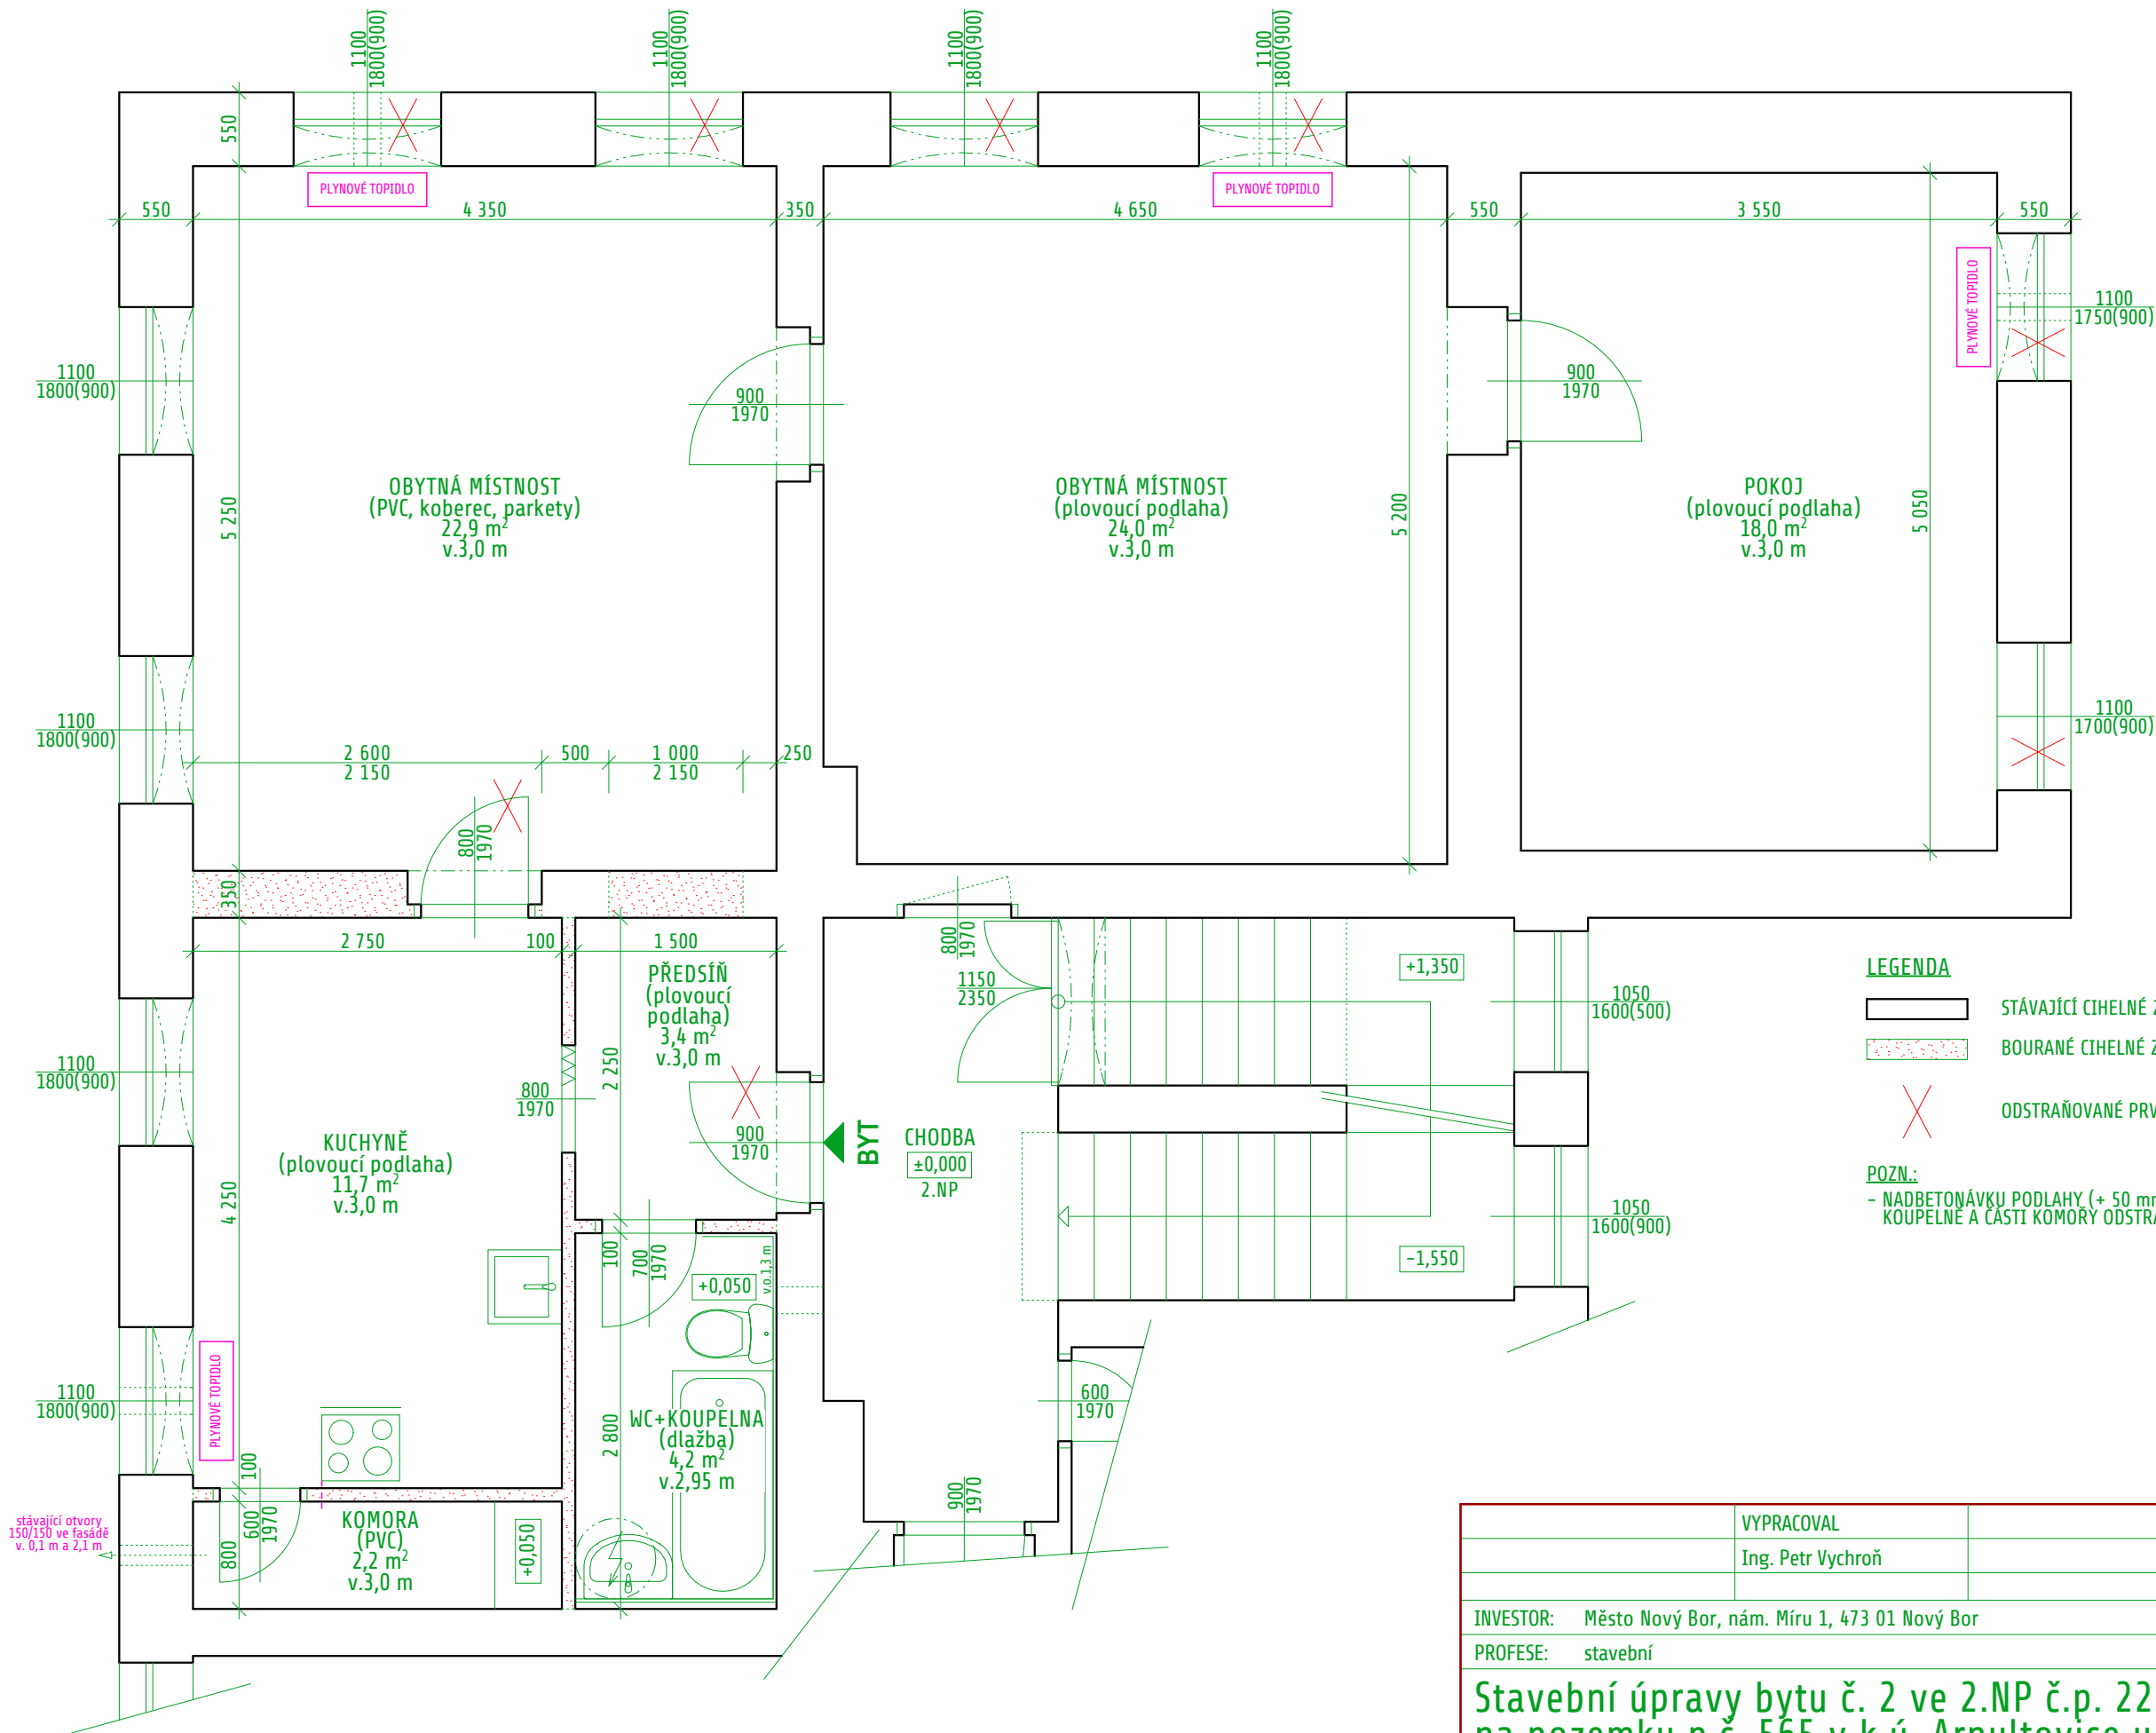 1100
1800(900)
1100
1800(900)
1100
1800(900)
1100
1800(900)
550
PLYNOVÉ TOPIDLO
PLYNOVÉ TOPIDLO
550
4 350
350
4 650
550
3 550
550
PLYNOVÉ TOPIDLO
1100
1750(900)
1100
1800(900)
900
1970
900
1970
OBYTNÁ MÍSTNOST
(PVC, koberec, parkety)
22,9 m²
v.3,0 m
5 250
OBYTNÁ MÍSTNOST
(plovoucí podlaha)
24,0 m²
v.3,0 m
5 200
POKOJ
(plovoucí podlaha)
18,0 m²
v.3,0 m
5 050
1100
1800(900)
1100
1700(900)
2 600
2 150
500
1 000
2 150
250
800
1970
350
2 750
100
1 500
PŘEDSÍŇ
(plovoucí
podlaha)
3,4 m²
v.3,0 m
2 250
800
1970
1150
2350
+1,350
1050
1600(500)
LEGENDA
STÁVAJÍCÍ CIHELNÉ
BOURANÉ CIHELNÉ
ODSTRAŇOVANÉ
POZN.:
- NADBETONÁVKU PODLAHY (+ 50
KOUPELNĚ A ČÁSTI KOMOŘY
1100
1800(900)
800
1970
900
1970
BYT
CHODBA
±0,000
2.NP
KUCHYNĚ
(plovoucí podlaha)
11,7 m²
v.3,0 m
4 250
1050
1600(900)
-1,550
100
700
1970
+0,050
v.o.1,3 m
1100
1800(900)
PLYNOVÉ TOPIDLO
600
1970
2 800
WC+KOUPELNA
(dlažba)
4,2 m²
v.2,95 m
100
600
1970
800
900
1970
stávající otvory
150/150 ve fasádě
v. 0,1 m a 2,1 m
KOMORA
(PVC)
2,2 m²
v.3,0 m
+0,050
VYPRACOVAL
Ing. Petr Vychroň
INVESTOR: Město Nový Bor, nám. Míru 1, 473 01 Nový Bor
PROFESE: stavební
Stavební úpravy bytu č. 2 ve 2.NP č.p. 22
na pozemku p.č. 565 v k.ú. Arnultovice